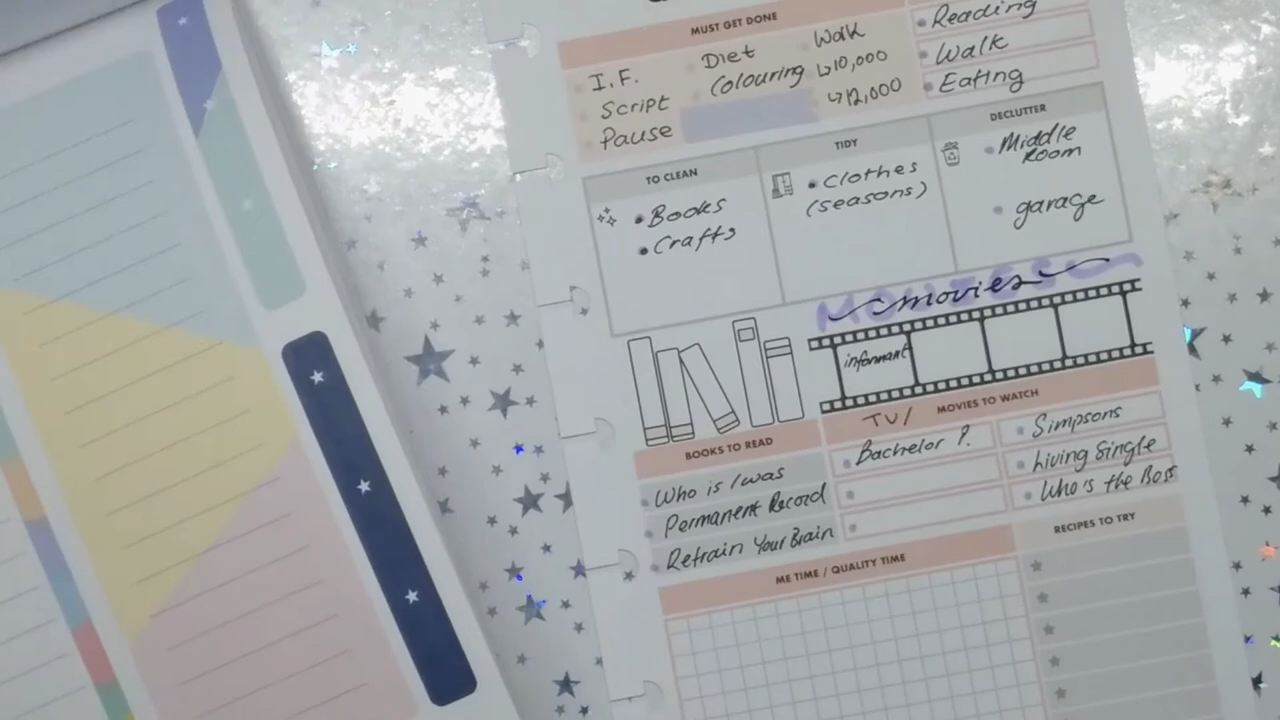 MUST GET DONE
I.F.
Script
Pause
Diet
Colouring
Walk
↳10,000
↳12,000
Reading
Walk
Eating
TO CLEAN
Books
Crafts
TIDY
Clothes
(seasons)
DECLUTTER
Middle
Room
garage
movies
informant
BOOKS TO READ
Who is I was
Permanent Record
Retrain Your Brain
TV/ MOVIES TO WATCH
Bachelor P.
Simpsons
Living Single
Who's the Boss
ME TIME / QUALITY TIME
RECIPES TO TRY